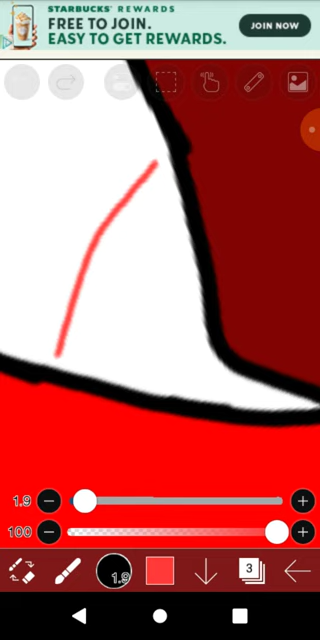 STARBUCKS® REWARDS
FREE TO JOIN.
EASY TO GET REWARDS.
JOIN NOW
1.9
100
1.9
3